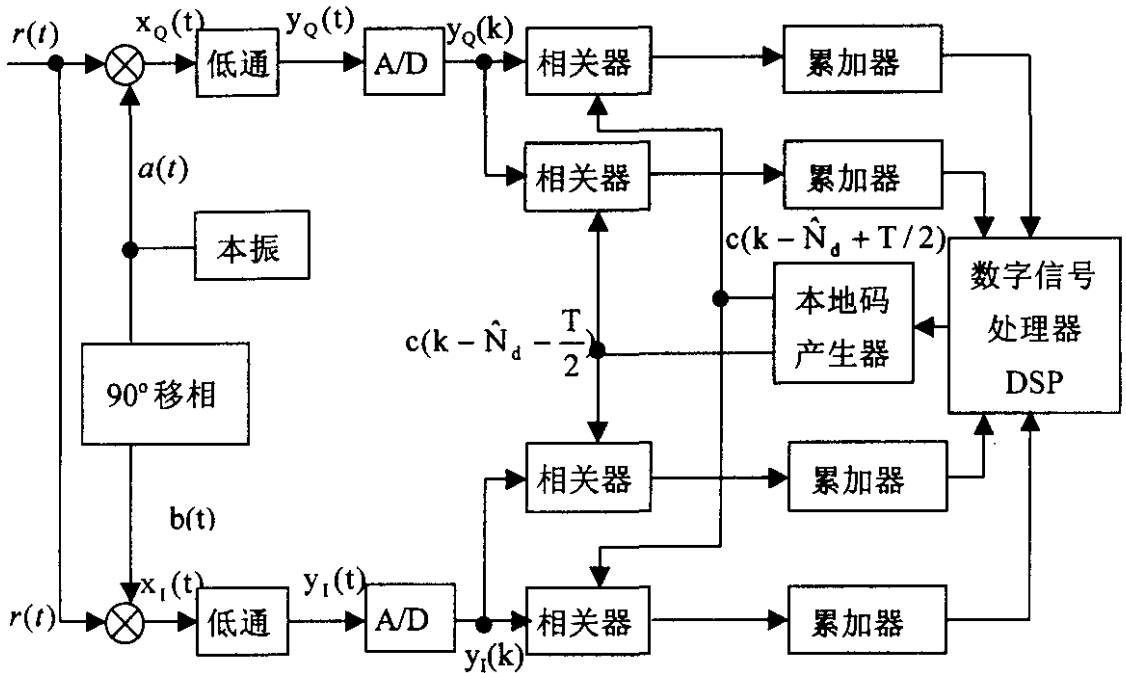 r(t)
x_Q(t)
y_Q(t)
y_Q(k)
低通
A/D
相关器
累加器
a(t)
相关器
累加器
本振
c(k − N̂_d + T / 2)
本地码
产生器
数字信号
处理器
DSP
c(k − N̂_d − T/2)
90°移相
相关器
累加器
b(t)
r(t)
x_I(t)
y_I(t)
低通
A/D
y_I(k)
相关器
累加器